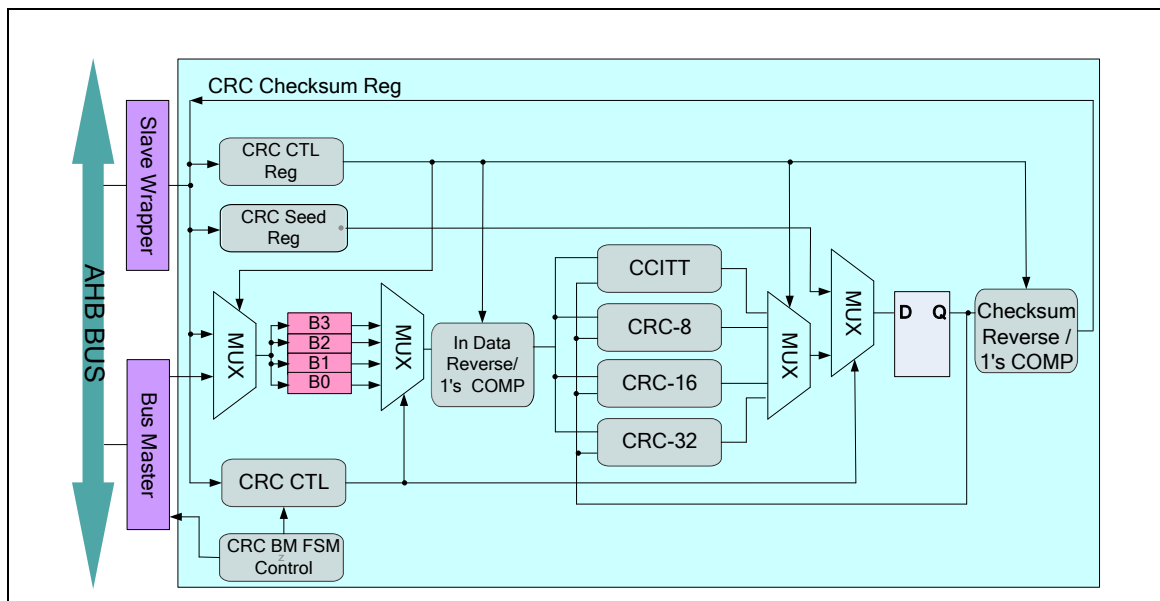 CRC Checksum Reg
AHB BUS
Slave Wrapper
Bus Master
CRC CTL
Reg
CRC Seed
Reg
MUX
B3
B2
B1
B0
MUX
In Data
Reverse/
1's COMP
CCITT
CRC-8
CRC-16
CRC-32
MUX
MUX
D Q
Checksum
Reverse /
1's COMP
CRC CTL
CRC BM FSM
z
Control